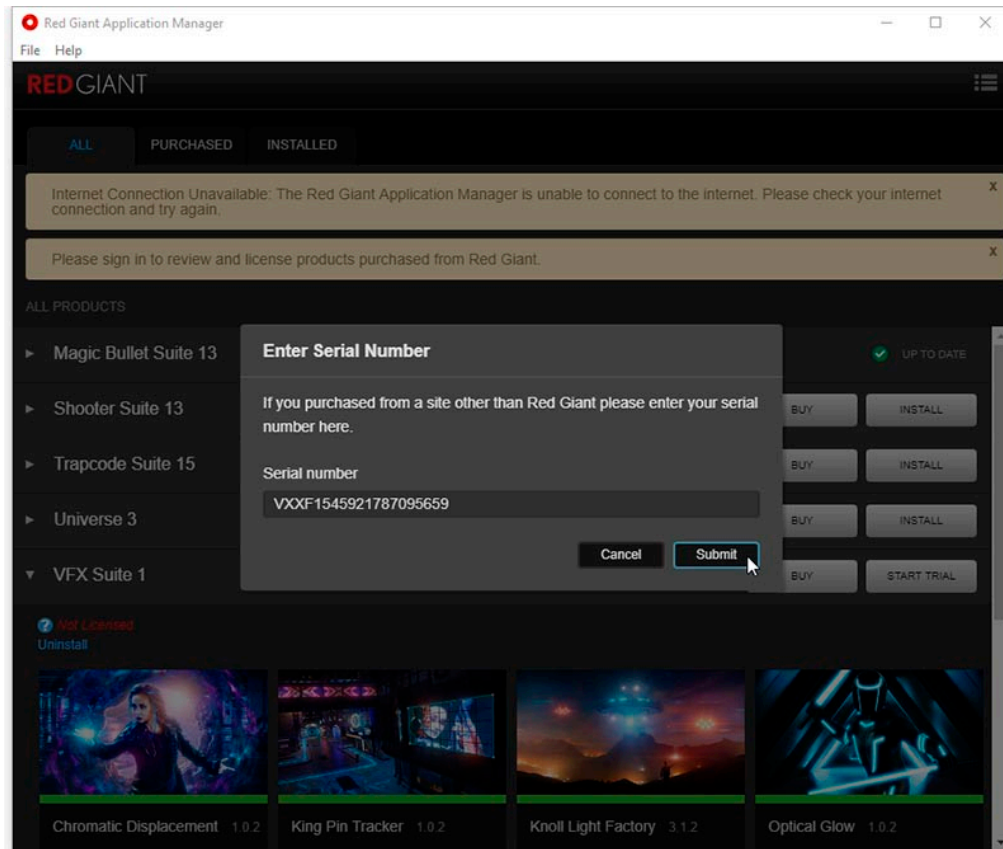 Red Giant Application Manager
File Help
RED GIANT
ALL PURCHASED INSTALLED
Internet Connection Unavailable: The Red Giant Application Manager is unable to connect to the internet. Please check your internet
connection and try again.
x
Please sign in to review and license products purchased from Red Giant.
x
ALL PRODUCTS
Magic Bullet Suite 13
UP TO DATE
Shooter Suite 13
BUY INSTALL
Trapcode Suite 15
BUY INSTALL
Universe 3
BUY INSTALL
VFX Suite 1
BUY START TRIAL
Enter Serial Number
If you purchased from a site other than Red Giant please enter your serial
number here.
Serial number
VXXF1545921787095659
Cancel Submit
? Not Licensed
Uninstall
Chromatic Displacement 1.0.2
King Pin Tracker 1.0.2
Knoll Light Factory 3.1.2
Optical Glow 1.0.2